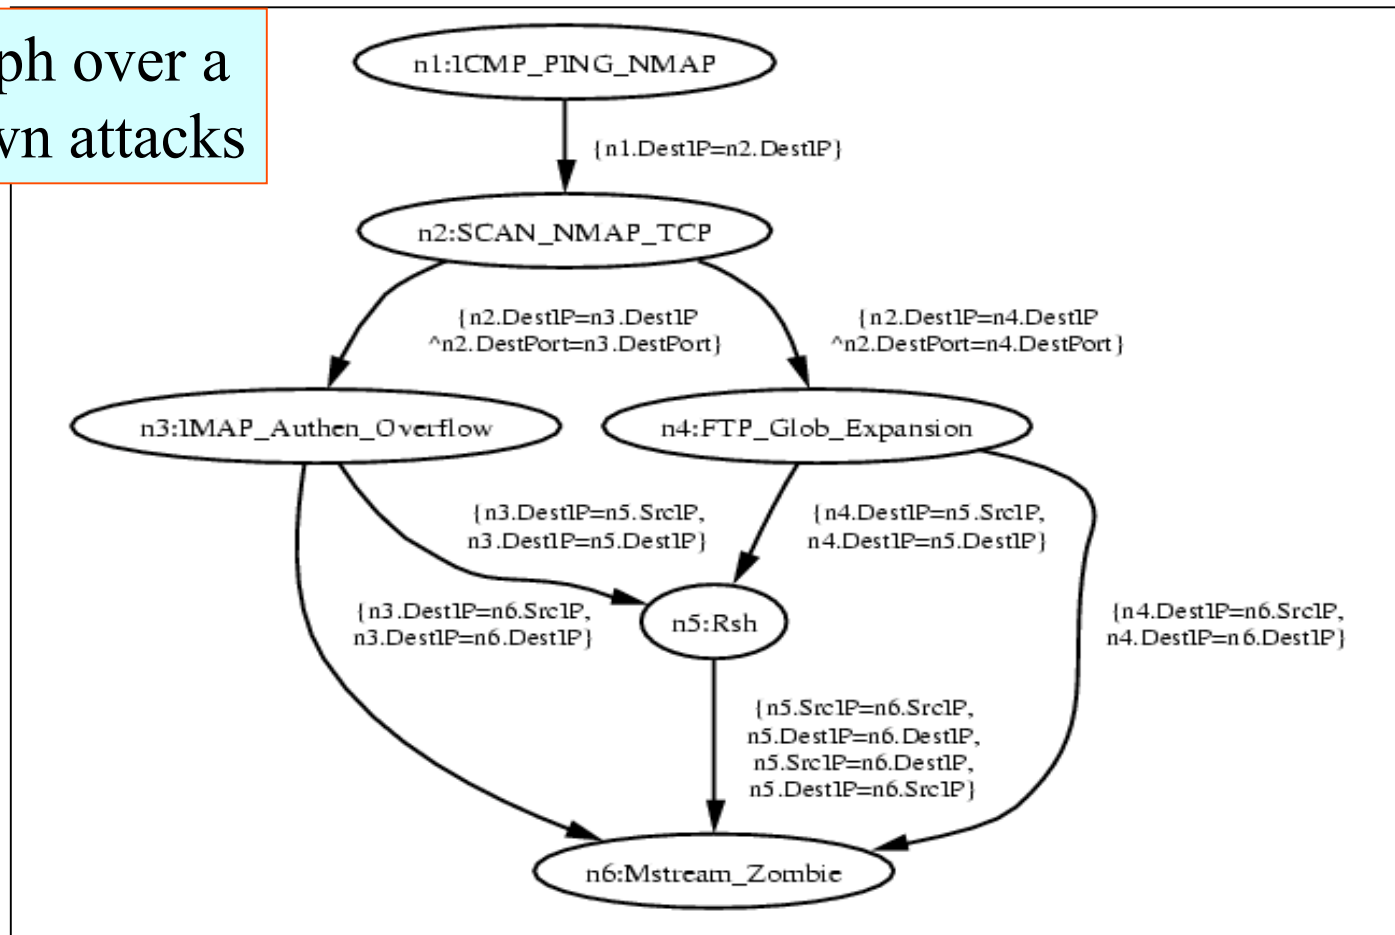 ph over a
wn attacks
n1:ICMP_PING_NMAP
{n1.DestIP=n2.DestIP}
n2:SCAN_NMAP_TCP
{n2.DestIP=n3.DestIP
^n2.DestPort=n3.DestPort}
{n2.DestIP=n4.DestIP
^n2.DestPort=n4.DestPort}
n3:IMAP_Authen_Overflow
n4:FTP_Glob_Expansion
{n3.DestIP=n5.SrcIP,
n3.DestIP=n5.DestIP}
{n4.DestIP=n5.SrcIP,
n4.DestIP=n5.DestIP}
{n3.DestIP=n6.SrcIP,
n3.DestIP=n6.DestIP}
n5:Rsh
{n4.DestIP=n6.SrcIP,
n4.DestIP=n6.DestIP}
{n5.SrcIP=n6.SrcIP,
n5.DestIP=n6.DestIP,
n5.SrcIP=n6.DestIP,
n5.DestIP=n6.SrcIP}
n6:Mstream_Zombie